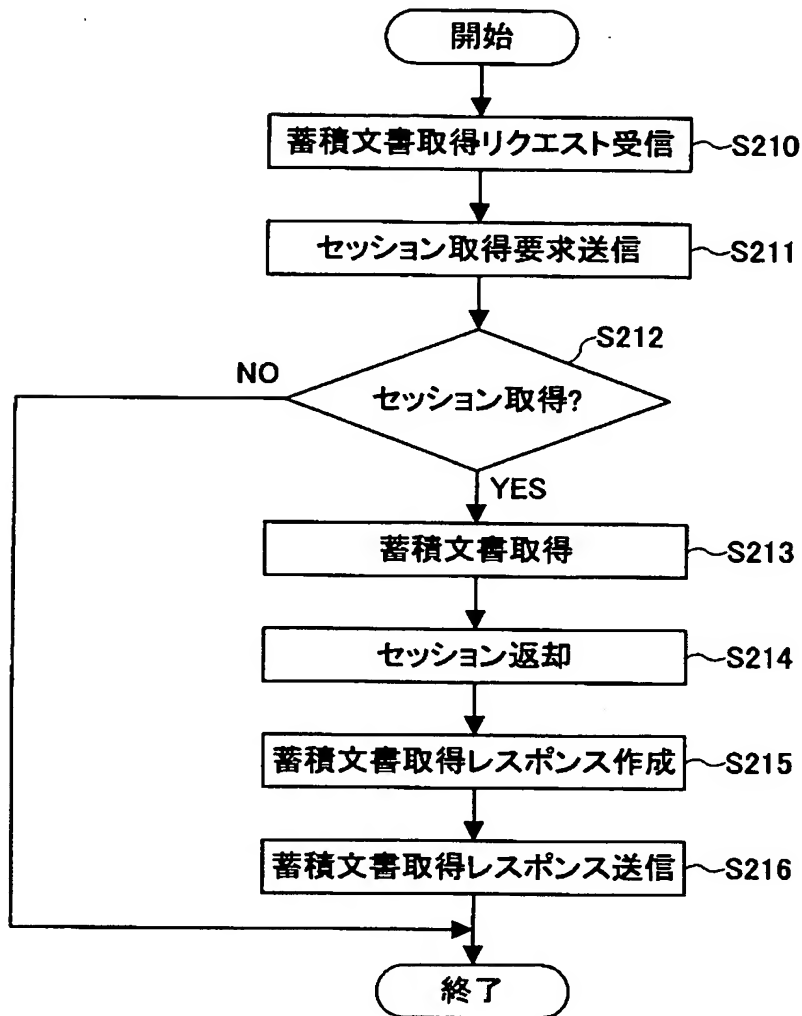 開始
蓄積文書取得リクエスト受信
S210
セッション取得要求送信
S211
S212
NO
セッション取得?
YES
蓄積文書取得
S213
セッション返却
S214
蓄積文書取得レスポンス作成
S215
蓄積文書取得レスポンス送信
S216
終了